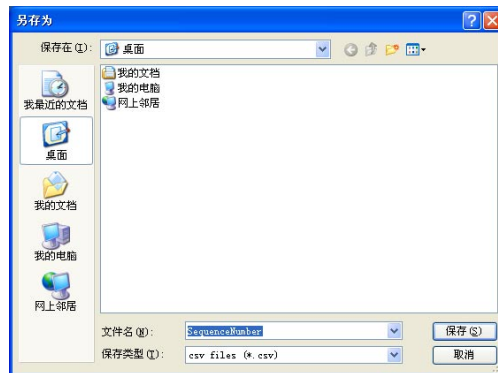 另存为
保存在(I):
桌面
我最近的文档
桌面
我的文档
我的电脑
网上邻居
我的文档
我的电脑
网上邻居
文件名(N):
SequenceNumber
保存(S)
保存类型(T):
csv files (*.csv)
取消